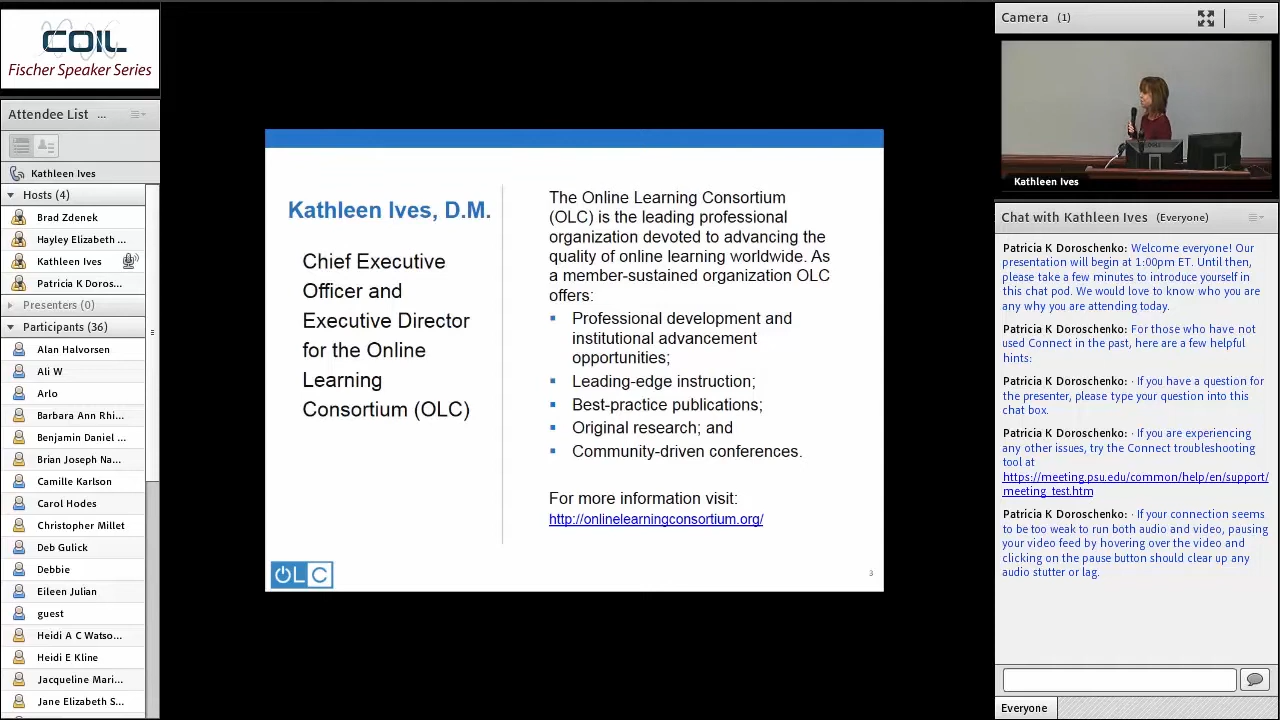 COIL
Fischer Speaker Series
Attendee List ...
Kathleen Ives
Hosts (4)
Brad Zdenek
Hayley Elizabeth ...
Kathleen Ives
Patricia K Doros...
Presenters (0)
Participants (36)
Alan Halvorsen
Ali W
Arlo
Barbara Ann Rhi...
Benjamin Daniel ...
Brian Joseph Na...
Camille Karlson
Carol Hodes
Christopher Millet
Deb Gulick
Debbie
Eileen Julian
guest
Heidi A C Watso...
Heidi E Kline
Jacqueline Mari...
Jane Elizabeth S...
Kathleen Ives, D.M.
Chief Executive
Officer and
Executive Director
for the Online
Learning
Consortium (OLC)
The Online Learning Consortium
(OLC) is the leading professional
organization devoted to advancing the
quality of online learning worldwide. As
a member-sustained organization OLC
offers:
Professional development and
institutional advancement
opportunities;
Leading-edge instruction;
Best-practice publications;
Original research; and
Community-driven conferences.
For more information visit:
http://onlinelearningconsortium.org/
OLC
3
Camera (1)
Kathleen Ives
Chat with Kathleen Ives (Everyone)
Patricia K Doroschenko: Welcome everyone! Our
presentation will begin at 1:00pm ET. Until then,
please take a few minutes to introduce yourself in
this chat pod. We would love to know who you are
any why you are attending today.
Patricia K Doroschenko: For those who have not
used Connect in the past, here are a few helpful
hints:
Patricia K Doroschenko: · If you have a question for
the presenter, please type your question into this
chat box.
Patricia K Doroschenko: · If you are experiencing
any other issues, try the Connect troubleshooting
tool at
https://meeting.psu.edu/common/help/en/support/
meeting_test.htm
Patricia K Doroschenko: · If your connection seems
to be too weak to run both audio and video, pausing
your video feed by hovering over the video and
clicking on the pause button should clear up any
audio stutter or lag.
Everyone